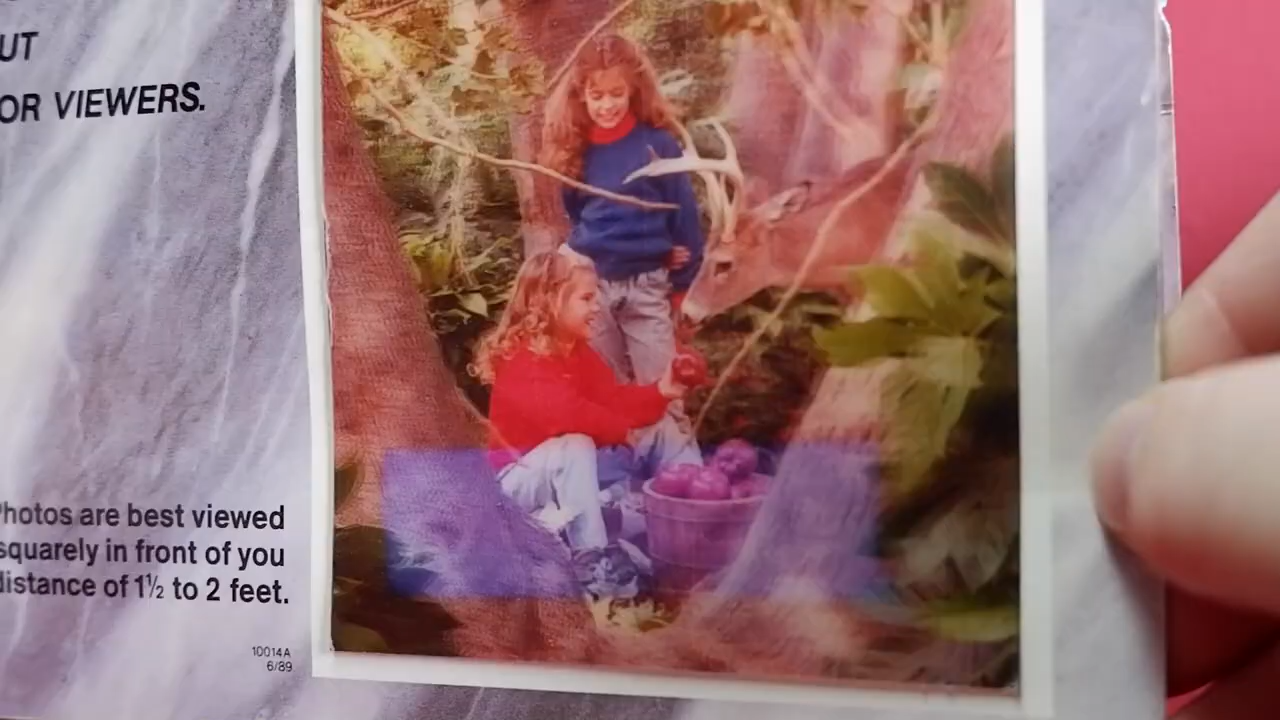 UT
OR VIEWERS.
Photos are best viewed
squarely in front of you
distance of 1½ to 2 feet.
10014A
6/89